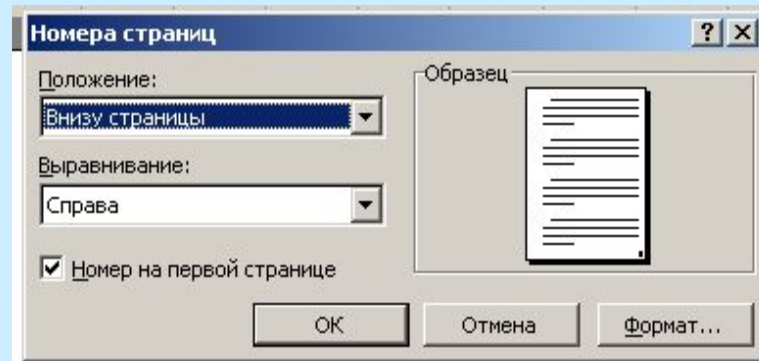 Номера страниц
Положение:
Внизу страницы
Выравнивание:
Справа
Номер на первой странице
Образец
ОК
Отмена
Формат...